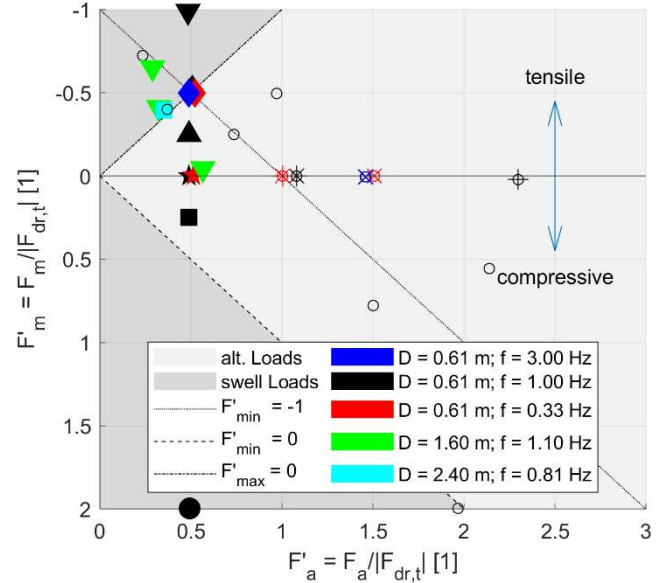 -1
-0.5
0
0.5
1
1.5
2
F'm = Fm/|Fdr,t| [1]
tensile
compressive
alt. Loads
swell Loads
F'min = -1
F'min = 0
F'max = 0
D = 0.61 m; f = 3.00 Hz
D = 0.61 m; f = 1.00 Hz
D = 0.61 m; f = 0.33 Hz
D = 1.60 m; f = 1.10 Hz
D = 2.40 m; f = 0.81 Hz
0 0.5 1 1.5 2 2.5 3
F'a = Fa/|Fdr,t| [1]